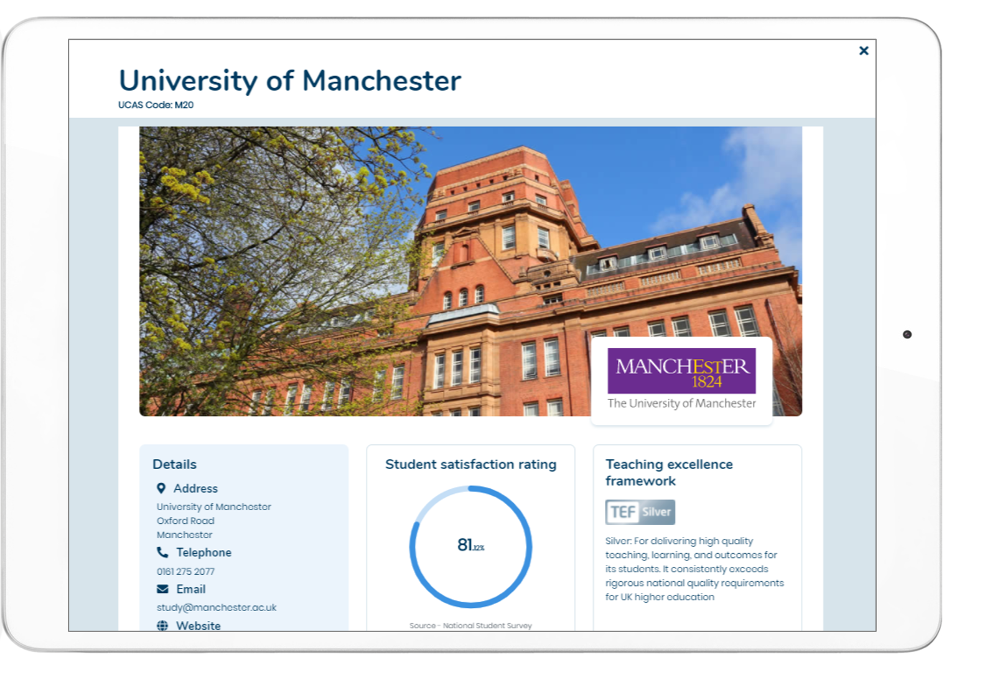 University of Manchester
UCAS Code: M20
MANCHESTER
1824
The University of Manchester
Details
Address
University of Manchester
Oxford Road
Manchester
Telephone
0161 275 2077
Email
study@manchester.ac.uk
Website
Student satisfaction rating
81.12%
Source - National Student Survey
Teaching excellence
framework
TEF Silver
Silver: For delivering high quality
teaching, learning, and outcomes for
its students. It consistently exceeds
rigorous national quality requirements
for UK higher education